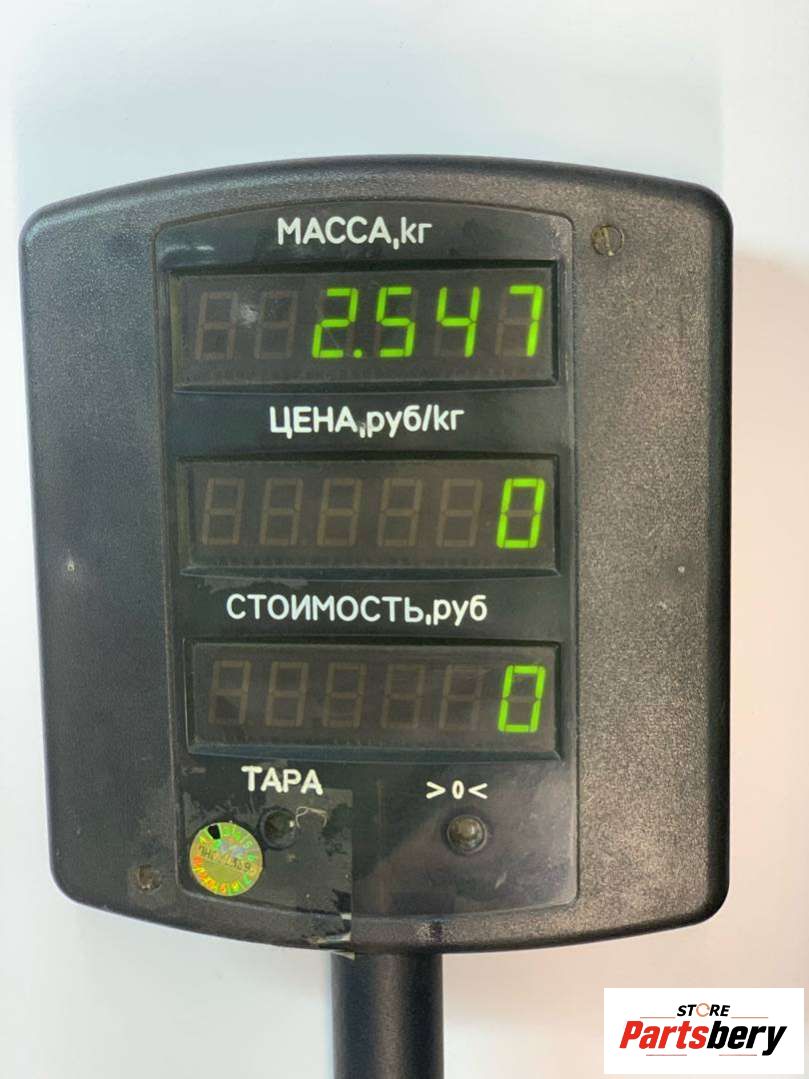 МАССА,кг
2.547
ЦЕНА,руб/кг
0
СТОИМОСТЬ,руб
0
ТАРА >0<
STORE
Partsbery